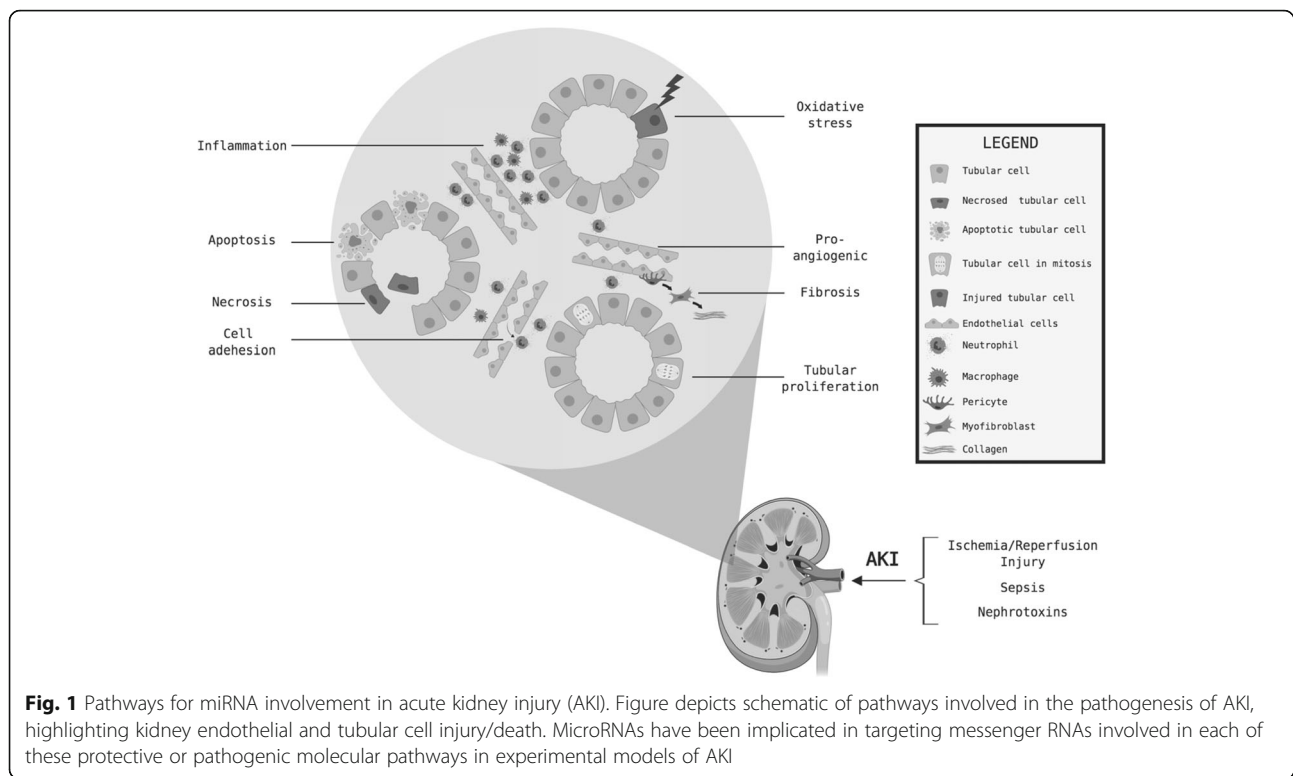 Inflammation
Apoptosis
Necrosis
Cell
adehesion
Oxidative
stress
Pro-
angiogenic
Fibrosis
Tubular
proliferation
LEGEND
Tubular cell
Necrosed tubular cell
Apoptotic tubular cell
Tubular cell in mitosis
Injured tubular cell
Endothelial cells
Neutrophil
Macrophage
Pericyte
Myofibroblast
Collagen
AKI
Ischemia/Reperfusion
Injury
Sepsis
Nephrotoxins
Fig. 1 Pathways for miRNA involvement in acute kidney injury (AKI). Figure depicts schematic of pathways involved in the pathogenesis of AKI,
highlighting kidney endothelial and tubular cell injury/death. MicroRNAs have been implicated in targeting messenger RNAs involved in each of
these protective or pathogenic molecular pathways in experimental models of AKI